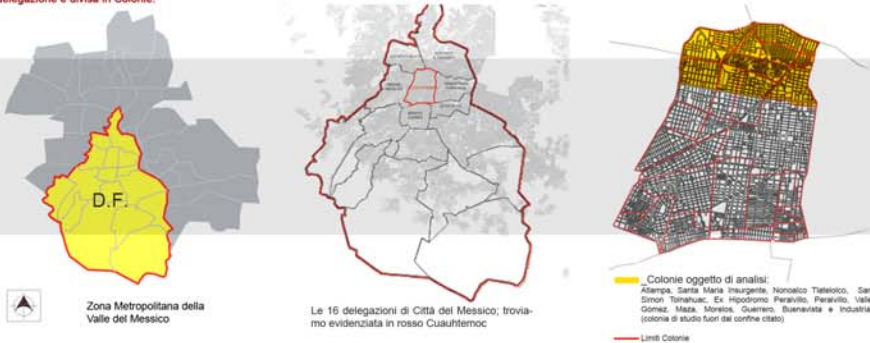 delegazione è divisa in Colonie.
D.F.
Zona Metropolitana della
Valle del Messico
Le 16 delegazioni di Città del Messico; trovia-
mo evidenziata in rosso Cuauhtemoc
_Colonie oggetto di analisi:
Atlampa, Santa Maria Insurgente, Nonoalco Tlatelolco, San
Simon Tolnahuac, Ex Hipodromo Peralvillo, Peralvillo, Valle
Gómez, Maza, Morelos, Guerrero, Buenavista e Industrial
(colonia di studio fuori dal confine citato)
Limiti Colonie